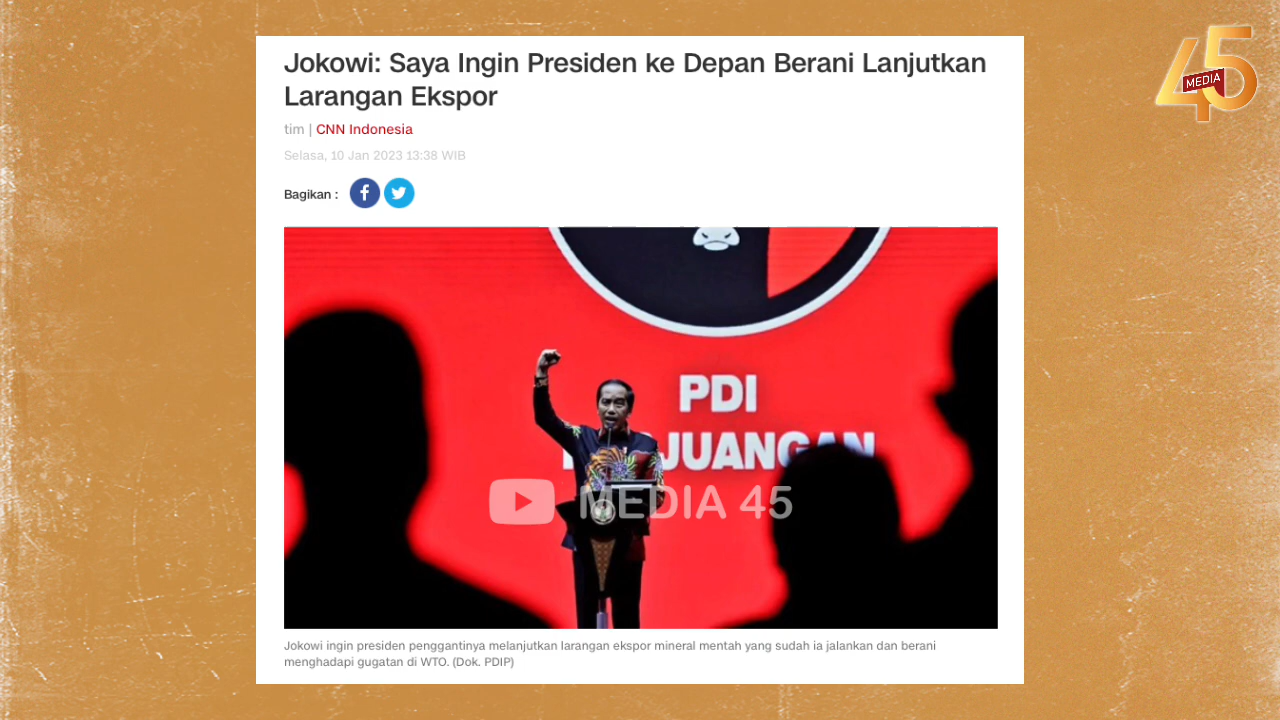 Jokowi: Saya Ingin Presiden ke Depan Berani Lanjutkan
Larangan Ekspor
tim | CNN Indonesia
Selasa, 10 Jan 2023 13:38 WIB
Bagikan :
45
MEDIA
PDI
JUANGAN
MEDIA 45
Jokowi ingin presiden penggantinya melanjutkan larangan ekspor mineral mentah yang sudah ia jalankan dan berani
menghadapi gugatan di WTO. (Dok. PDIP)